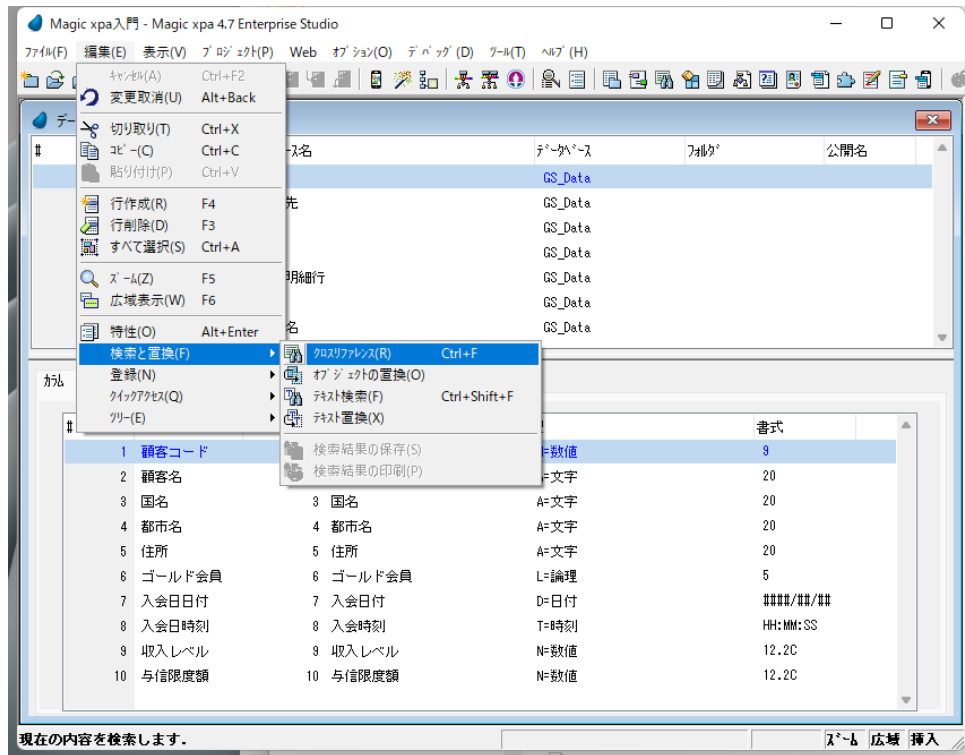 Magic xpa入門 - Magic xpa 4.7 Enterprise Studio
ﾌｧｲﾙ(F) 編集(E) 表示(V) ﾌﾟﾛｼﾞｪｸﾄ(P) Web ｵﾌﾟｼｮﾝ(O) ﾃﾞﾊﾞｯｸﾞ(D) ﾂｰﾙ(T) ﾍﾙﾌﾟ(H)
ｷｬﾝｾﾙ(A) Ctrl+F2
変更取消(U) Alt+Back
切り取り(T) Ctrl+X
ｺﾋﾟｰ(C) Ctrl+C
貼り付け(P) Ctrl+V
行作成(R) F4
行削除(D) F3
すべて選択(S) Ctrl+A
ｽﾞｰﾑ(Z) F5
広域表示(W) F6
特性(O) Alt+Enter
検索と置換(F)
登録(N)
ｸｲｯｸｱｸｾｽ(Q)
ﾂﾘｰ(E)
ｸﾛｽﾘﾌｧﾚﾝｽ(R) Ctrl+F
ｵﾌﾞｼﾞｪｸﾄの置換(O)
ﾃｷｽﾄ検索(F) Ctrl+Shift+F
ﾃｷｽﾄ置換(X)
検索結果の保存(S)
検索結果の印刷(P)
デー
# ｰｽ名 ﾃﾞｰﾀﾍﾞｰｽ ﾌｫﾙﾀﾞ 公開名
GS_Data
先 GS_Data
GS_Data
GS_Data
明細行 GS_Data
GS_Data
名 GS_Data
ｶﾗﾑ
# 書式
1 顧客コード =数値 9
2 顧客名 =文字 20
3 国名 3 国名 A=文字 20
4 都市名 4 都市名 A=文字 20
5 住所 5 住所 A=文字 20
6 ゴールド会員 6 ゴールド会員 L=論理 5
7 入会日日付 7 入会日付 D=日付 ####/##/##
8 入会日時刻 8 入会時刻 T=時刻 HH:MM:SS
9 収入レベル 9 収入レベル N=数値 12.2C
10 与信限度額 10 与信限度額 N=数値 12.2C
現在の内容を検索します. ｽﾞｰﾑ 広域 挿入